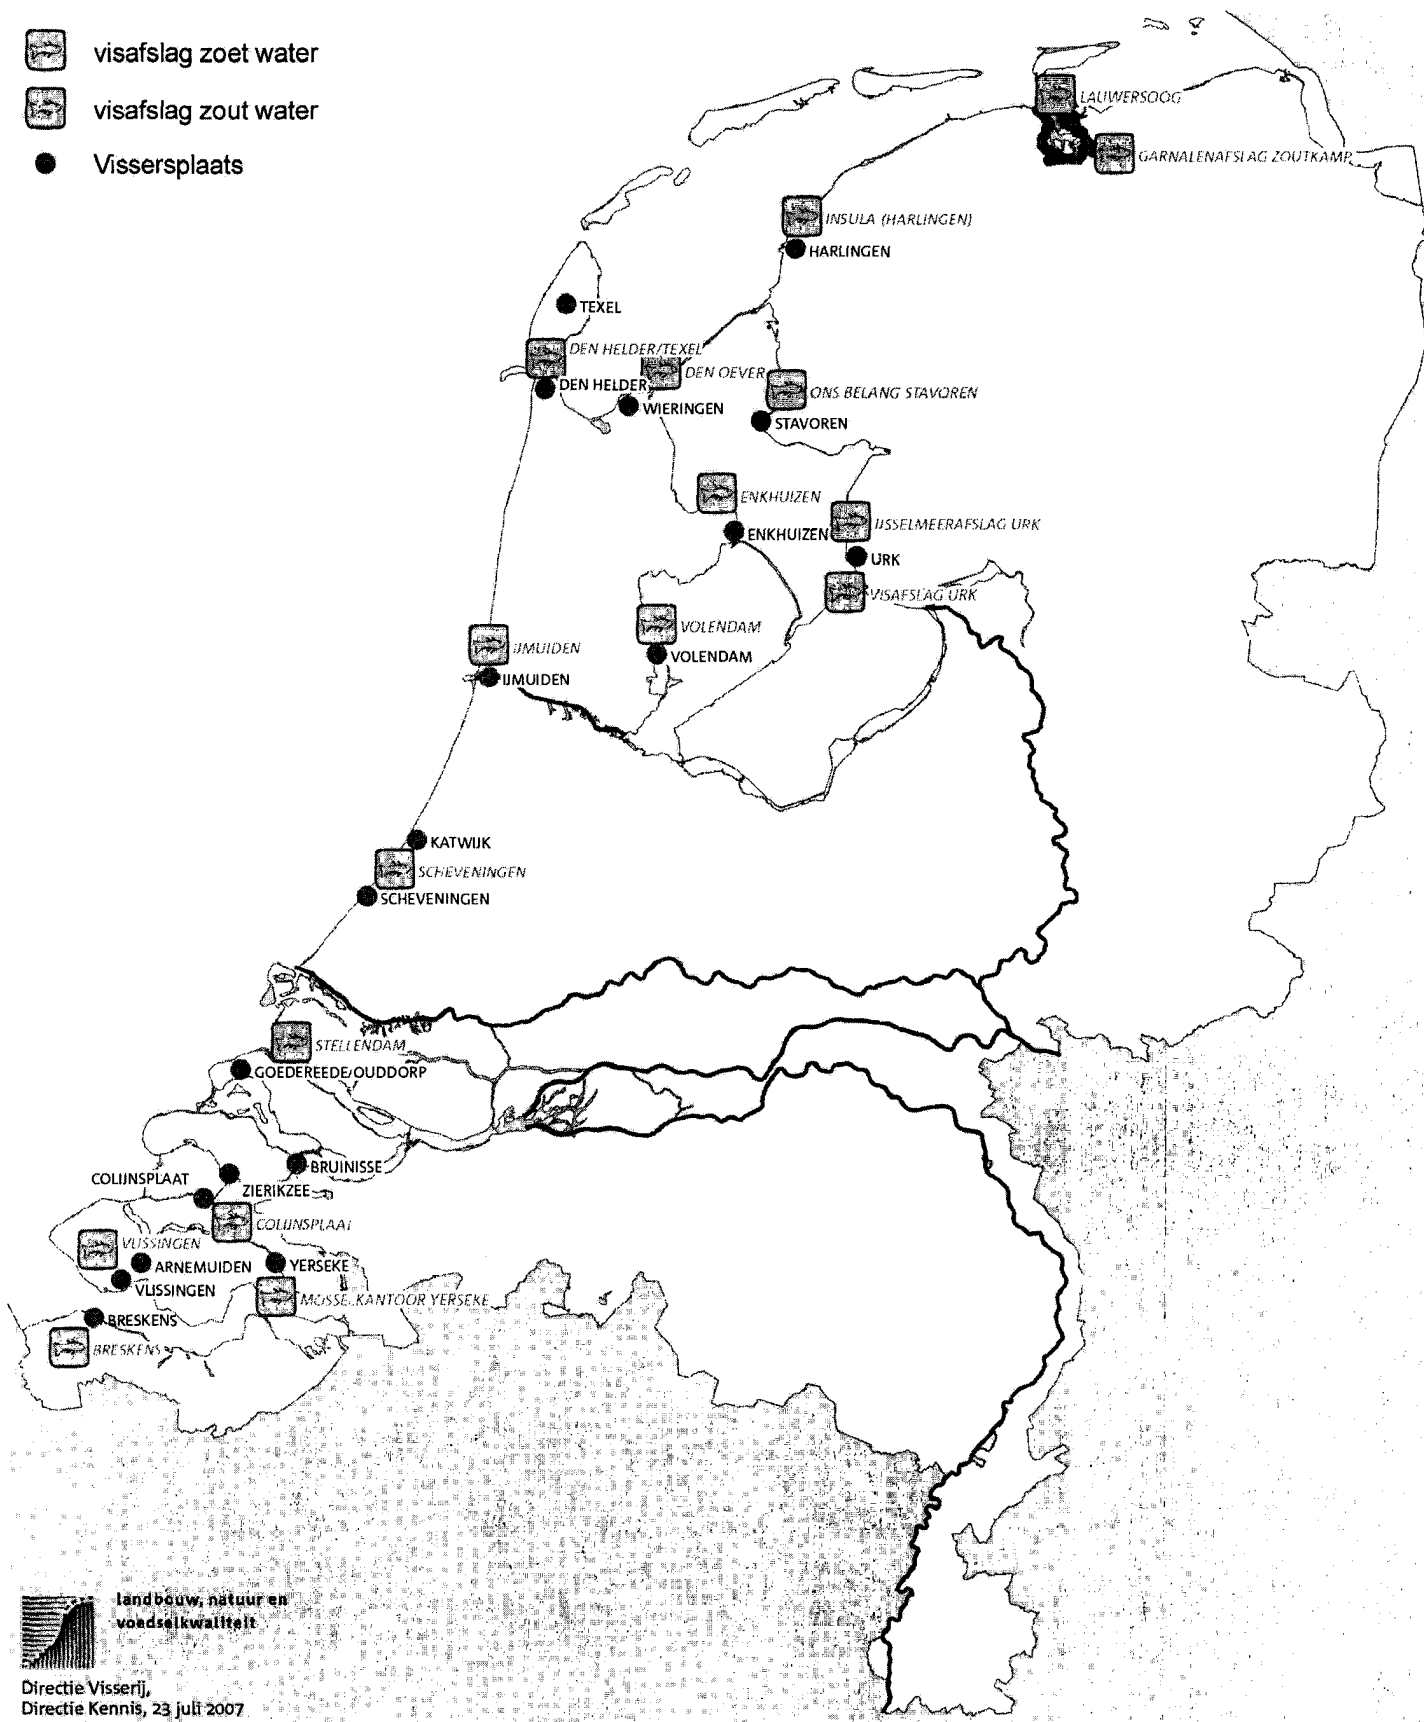 visafslag zoet water
visafslag zout water
Vissersplaats
LAUWERSOOG
GARNALENAFSLAG ZOUTKAMP
INSULA (HARLINGEN)
HARLINGEN
TEXEL
DEN HELDER/TEXEL
DEN OEVER
DEN HELDER
WIERINGEN
ONS BELANG STAVOREN
STAVOREN
ENKHUIZEN
ENKHUIZEN
IJSSELMEERAFSLAG URK
URK
VISAFSLAG URK
VOLENDAM
VOLENDAM
IJMUIDEN
IJMUIDEN
KATWIJK
SCHEVENINGEN
SCHEVENINGEN
STELLENDAM
GOEDEREEDE/OUDDORP
BRUINISSE
COLIJNSPLAAT
ZIERIKZEE
COLIJNSPLAAT
VLISSINGEN
ARNEMUIDEN
YERSEKE
VLISSINGEN
MOSSELKANTOOR YERSEKE
BRESKENS
BRESKENS
landbouw, natuur en
voedselkwaliteit
Directie Visserij,
Directie Kennis, 23 juli 2007